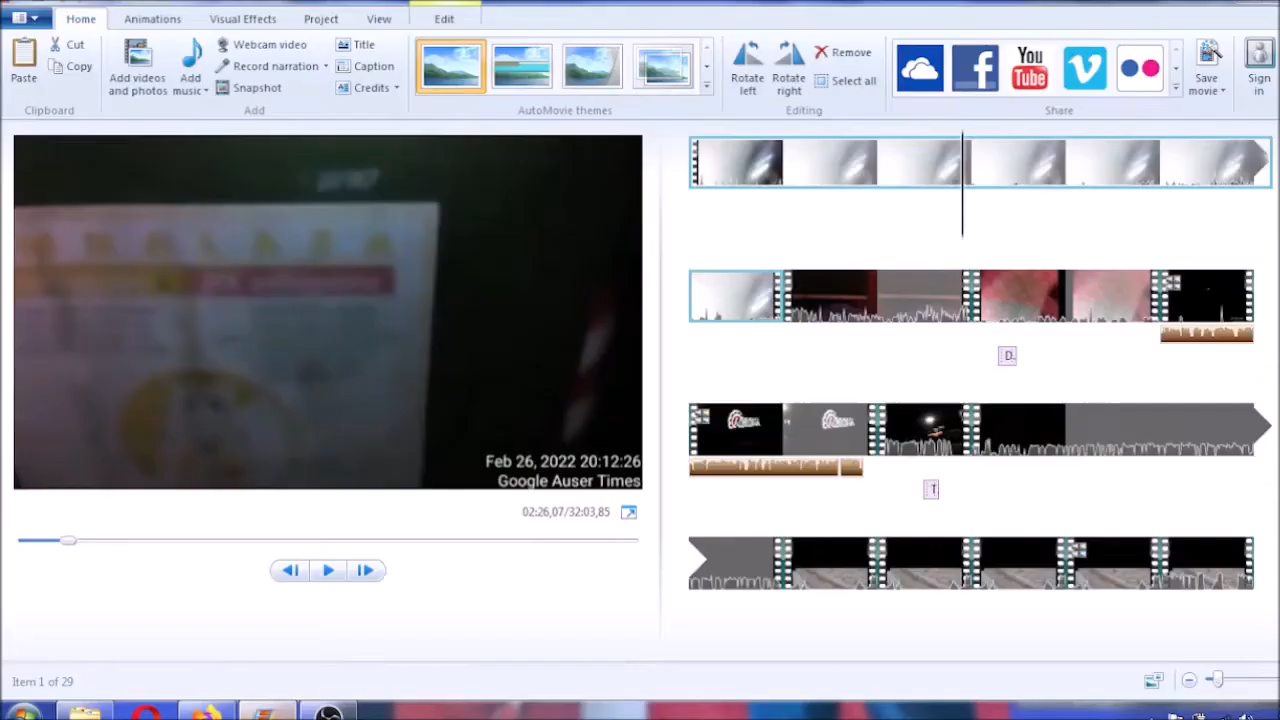 Home Animations Visual Effects Project View Edit
Paste
Cut
Copy
Clipboard
Add videos
and photos
Add
music
Webcam video
Record narration
Snapshot
Title
Caption
Credits
Add
AutoMovie themes
Rotate
left
Rotate
right
Remove
Select all
Editing
You
Tube
Share
Save
movie
Sign
in
Feb 26, 2022 20:12:26
Google Auser Times
02:26,07/32:03,85
D.
T
Item 1 of 29